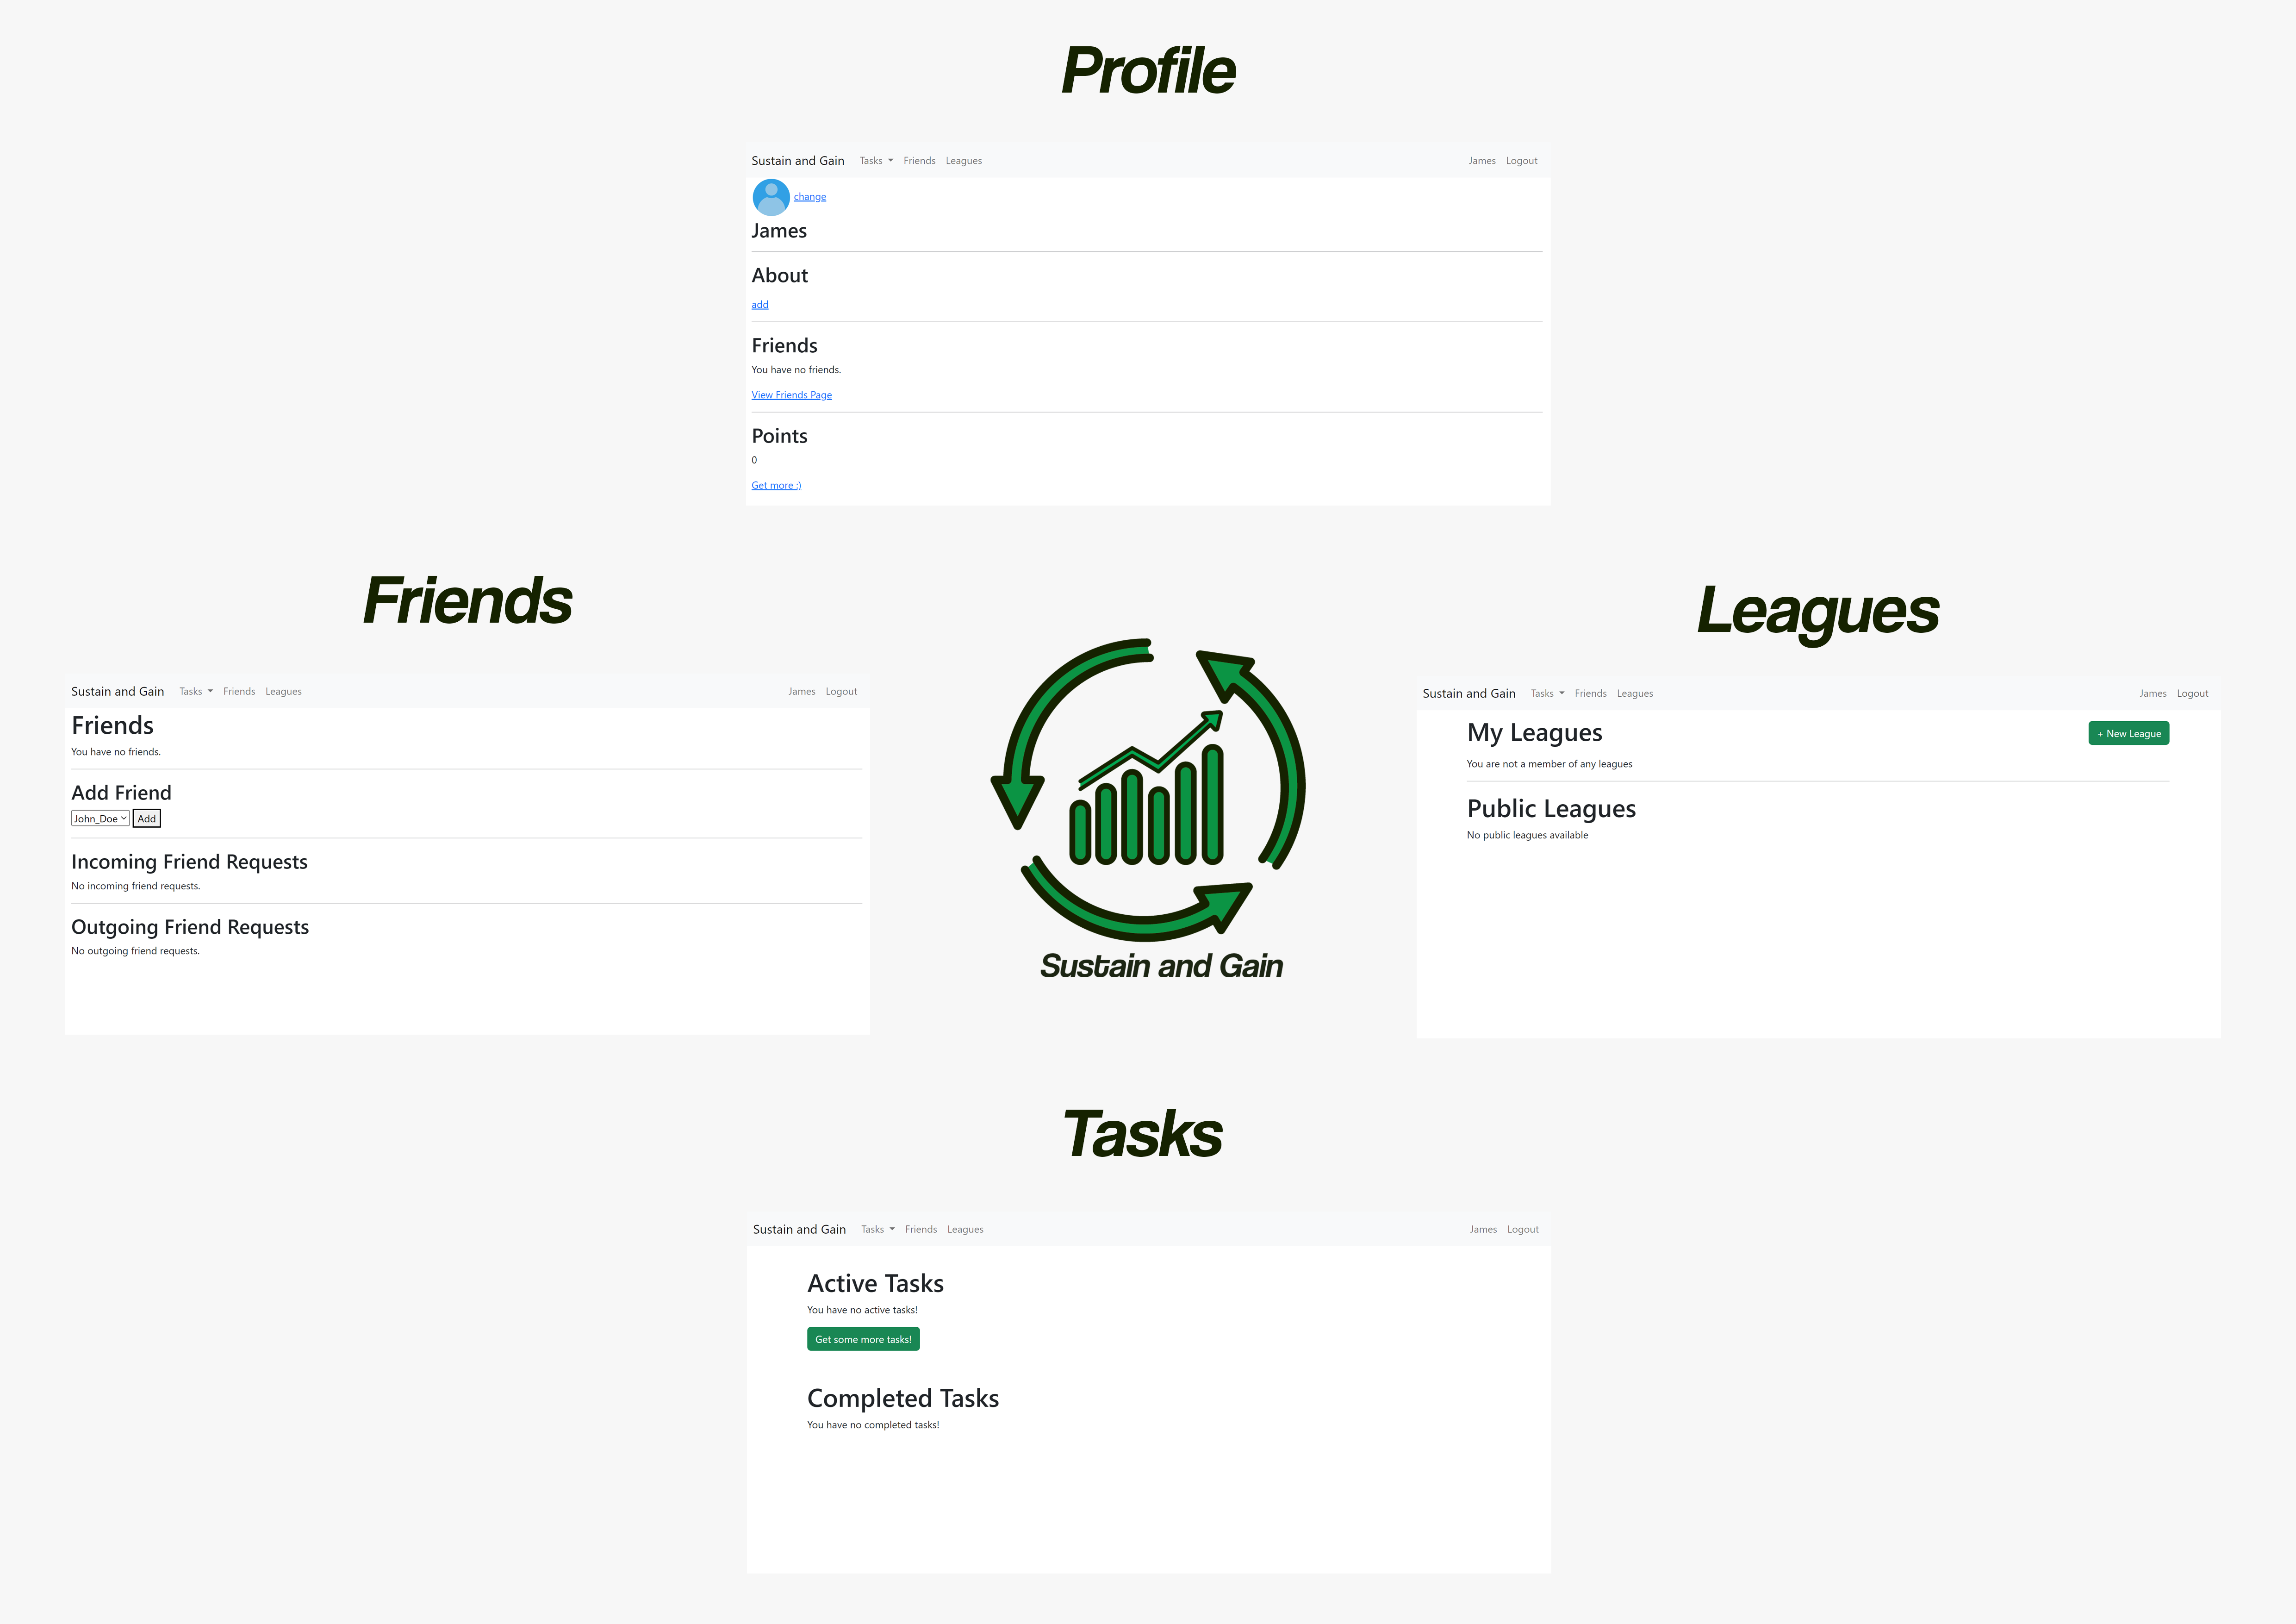 Profile
Sustain and Gain Tasks Friends Leagues James Logout
change
James
About
add
Friends
You have no friends.
View Friends Page
Points
0
Get more :)
Friends
Sustain and Gain Tasks Friends Leagues James Logout
Friends
You have no friends.
Add Friend
John_Doe Add
Incoming Friend Requests
No incoming friend requests.
Outgoing Friend Requests
No outgoing friend requests.
Sustain and Gain
Leagues
Sustain and Gain Tasks Friends Leagues James Logout
My Leagues + New League
You are not a member of any leagues
Public Leagues
No public leagues available
Tasks
Sustain and Gain Tasks Friends Leagues James Logout
Active Tasks
You have no active tasks!
Get some more tasks!
Completed Tasks
You have no completed tasks!